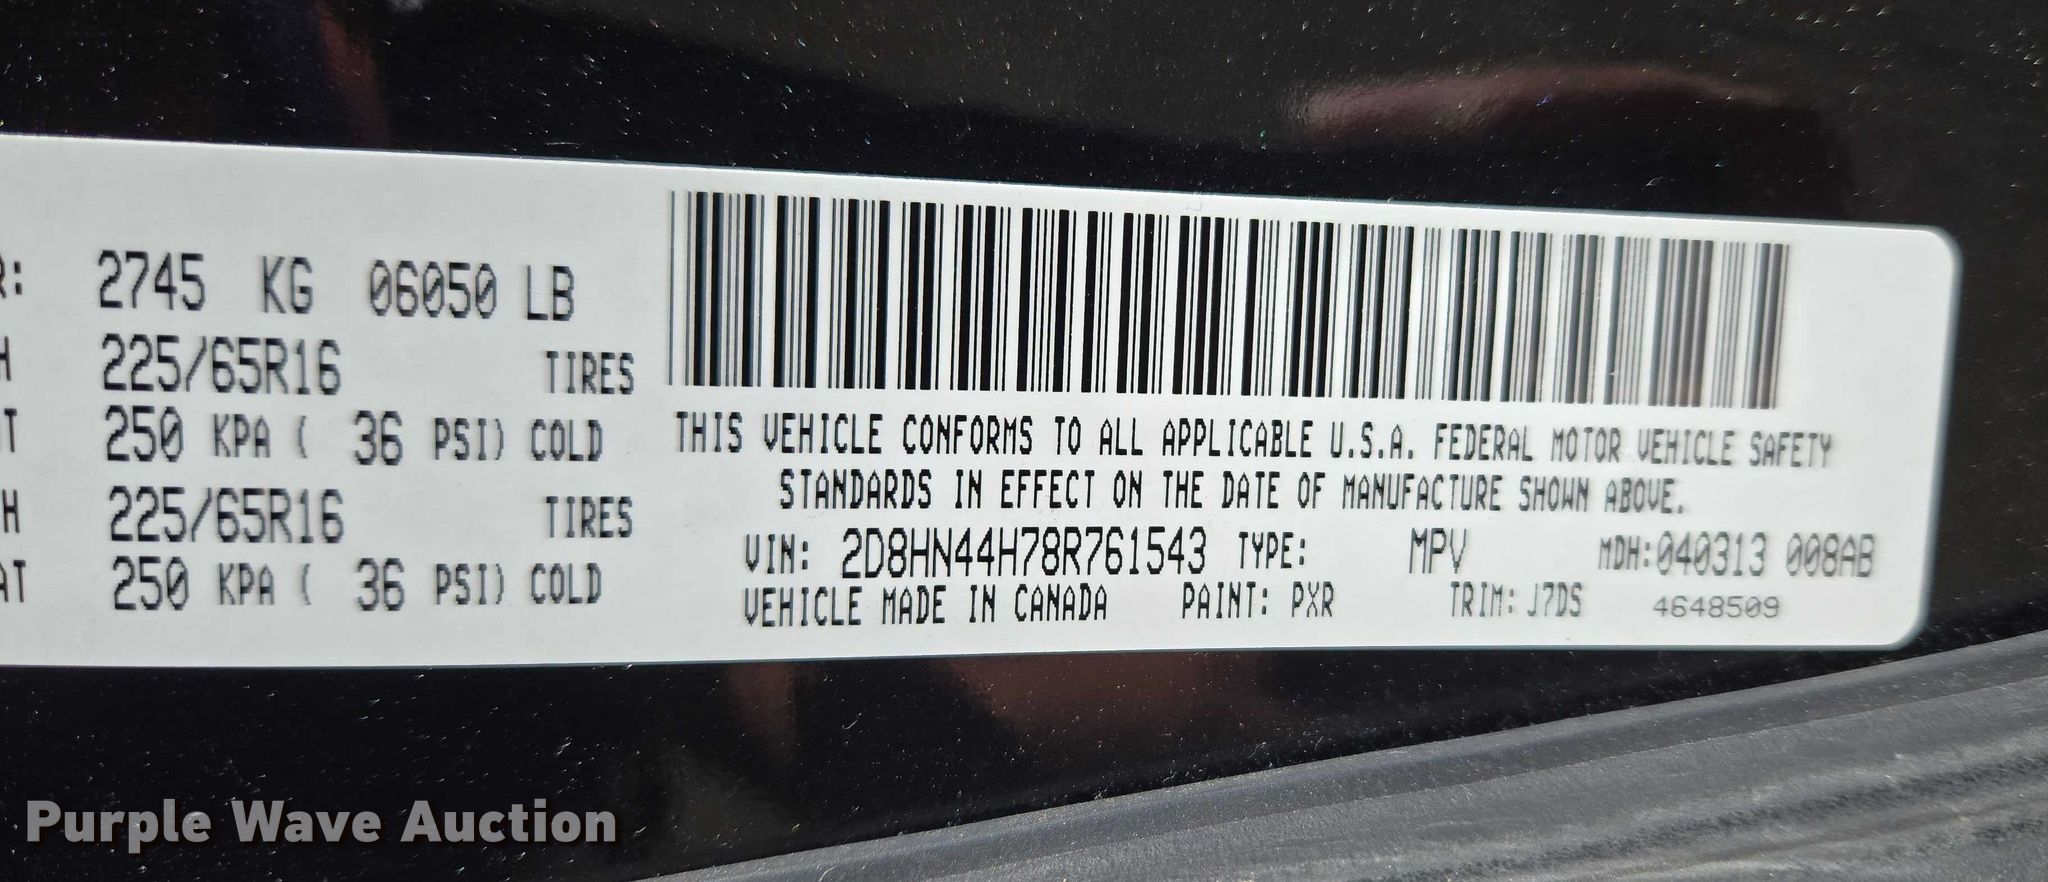 R: 2745 KG 06050 LB
H 225/65R16 TIRES
AT 250 KPA ( 36 PSI) COLD
H 225/65R16 TIRES
AT 250 KPA ( 36 PSI) COLD
THIS VEHICLE CONFORMS TO ALL APPLICABLE U.S.A. FEDERAL MOTOR VEHICLE SAFETY
STANDARDS IN EFFECT ON THE DATE OF MANUFACTURE SHOWN ABOVE.
VIN: 2D8HN44H78R761543 TYPE: MPV MDH:040313 008AB
VEHICLE MADE IN CANADA PAINT: PXR TRIM: J7DS 4648509
Purple Wave Auction